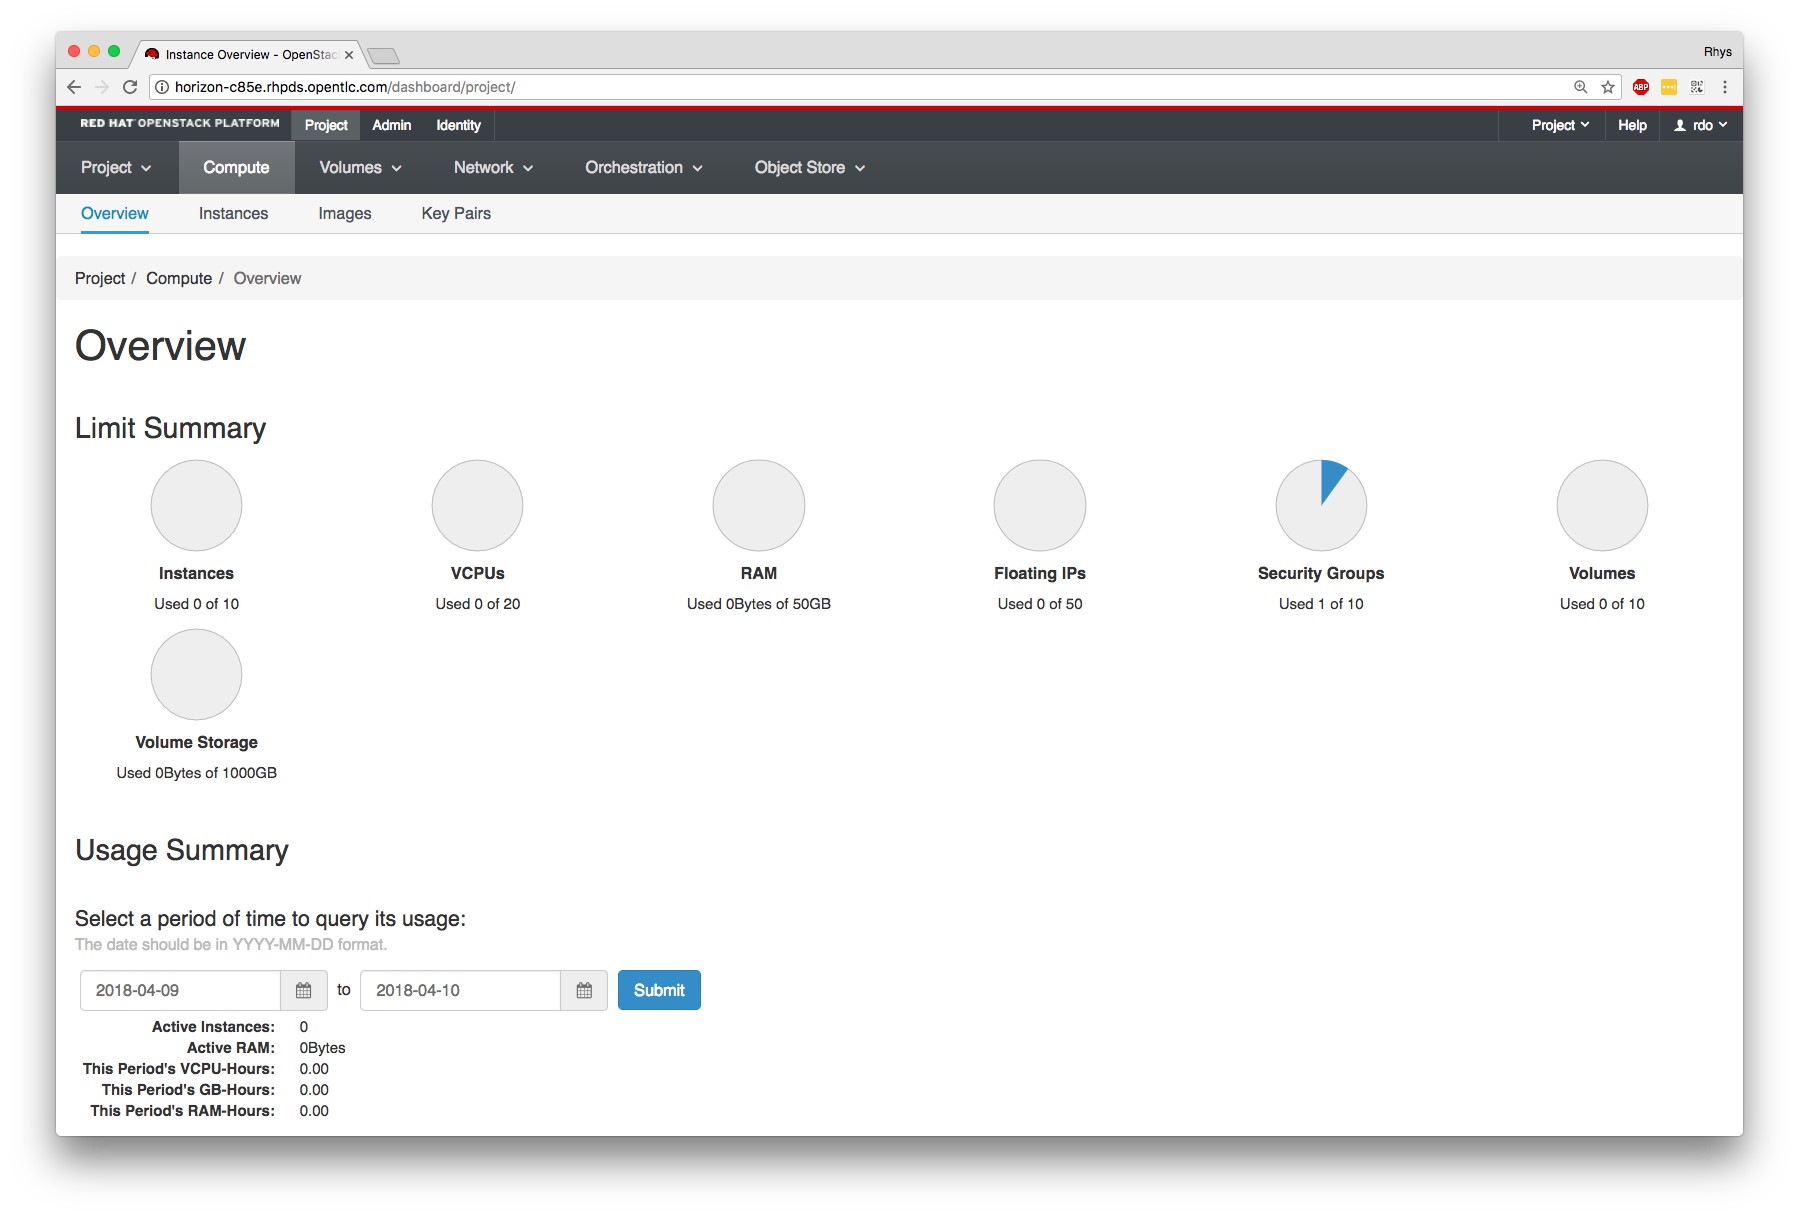 Instance Overview - OpenStac
Rhys
horizon-c85e.rhpds.opentlc.com/dashboard/project/
ABP
RED HAT OPENSTACK PLATFORM Project Admin Identity Project Help rdo
Project Compute Volumes Network Orchestration Object Store
Overview Instances Images Key Pairs
Project / Compute / Overview
Overview
Limit Summary
Instances VCPUs RAM Floating IPs Security Groups Volumes
Used 0 of 10 Used 0 of 20 Used 0Bytes of 50GB Used 0 of 50 Used 1 of 10 Used 0 of 10
Volume Storage
Used 0Bytes of 1000GB
Usage Summary
Select a period of time to query its usage:
The date should be in YYYY-MM-DD format.
2018-04-09 to 2018-04-10 Submit
Active Instances: 0
Active RAM: 0Bytes
This Period's VCPU-Hours: 0.00
This Period's GB-Hours: 0.00
This Period's RAM-Hours: 0.00